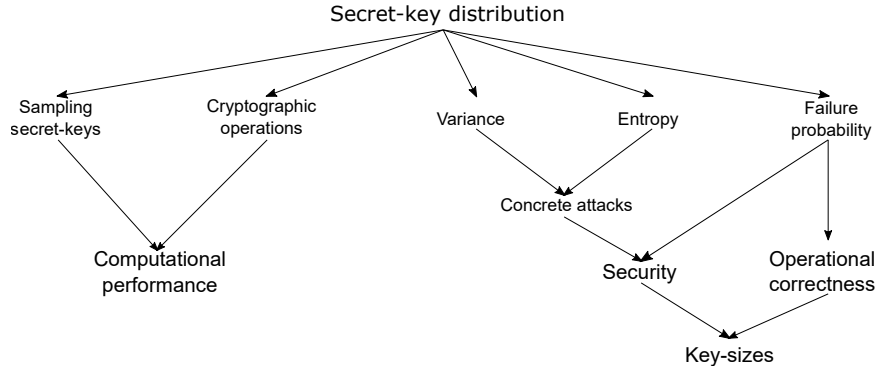 Secret-key distribution
Sampling
secret-keys
Cryptographic
operations
Variance
Entropy
Failure
probability
Concrete attacks
Computational
performance
Security
Operational
correctness
Key-sizes